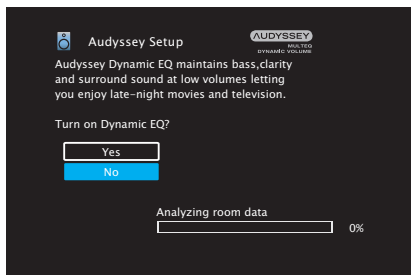 Audyssey Setup
AUDYSSEY
MULTEQ
DYNAMIC VOLUME
Audyssey Dynamic EQ maintains bass,clarity
and surround sound at low volumes letting
you enjoy late-night movies and television.
Turn on Dynamic EQ?
Yes
No
Analyzing room data
0%